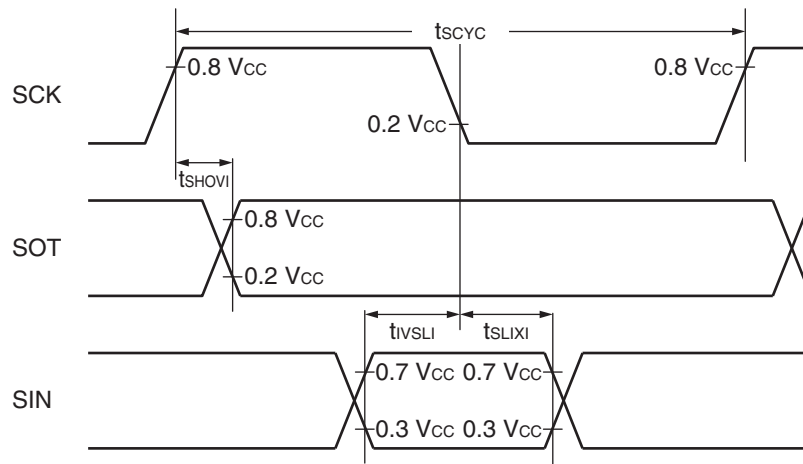 tSCYC
SCK
0.8 VCC
0.8 VCC
0.2 VCC
tSHOVI
SOT
0.8 VCC
0.2 VCC
tIVSLI
tSLIXI
SIN
0.7 VCC
0.7 VCC
0.3 VCC
0.3 VCC